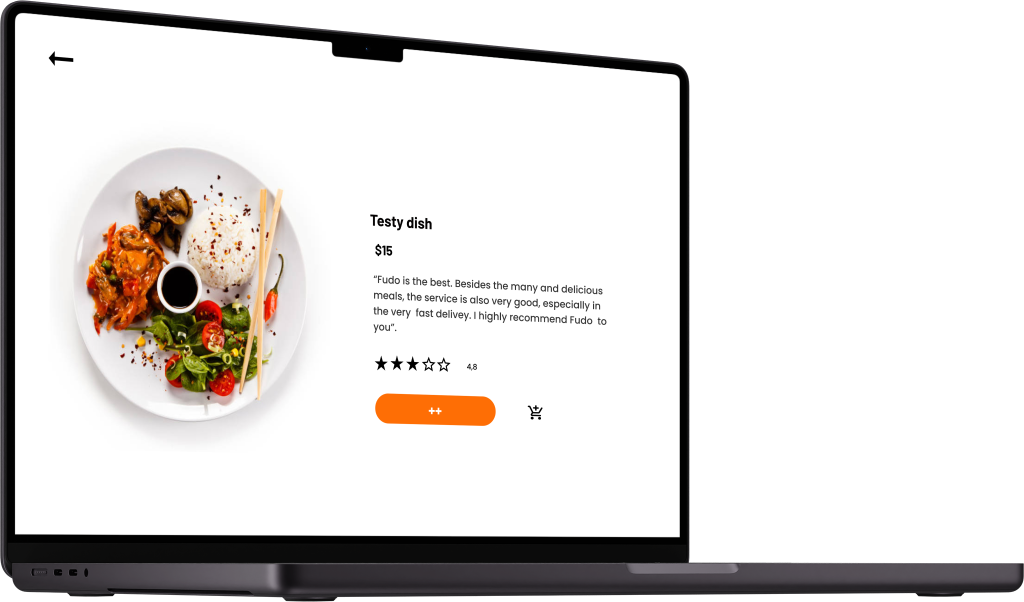 Testy dish
$15
“Fudo is the best. Besides the many and delicious
meals, the service is also very good, especially in
the very fast delivey. I highly recommend Fudo to
you”.
4,8
++